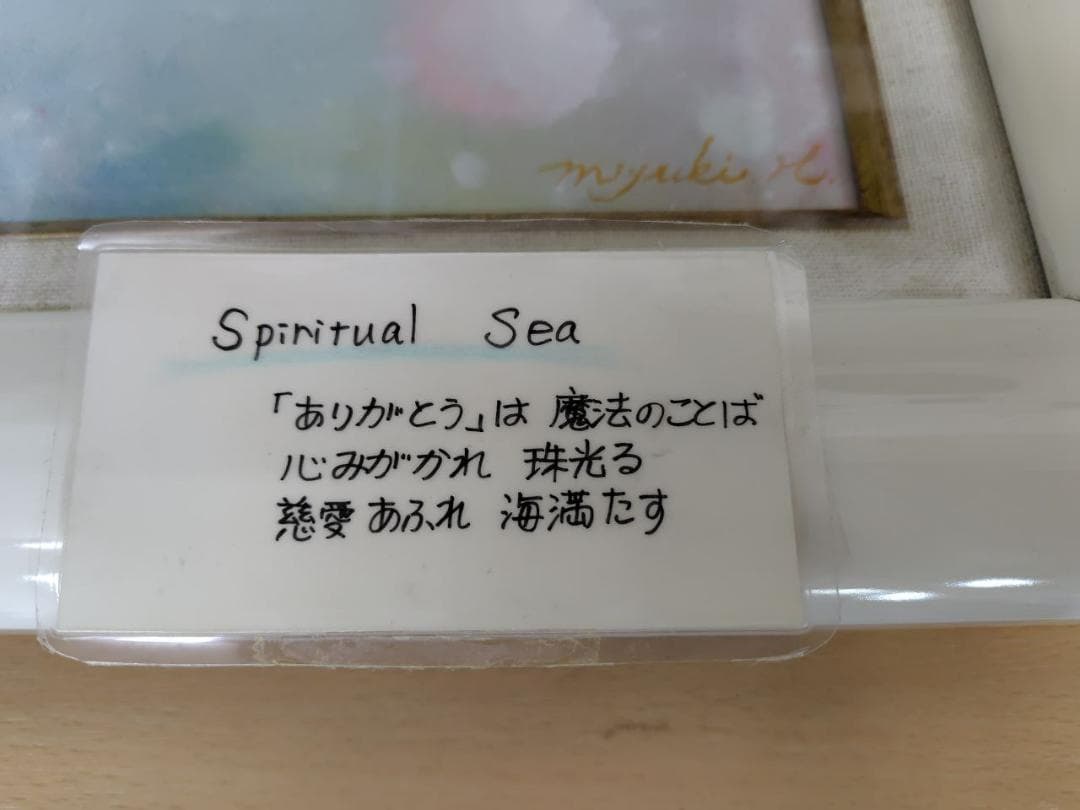 miyuki. H.
Spiritual Sea
「ありがとう」は 魔法のことば
心みがかれ 珠光る
慈愛あふれ 海満たす